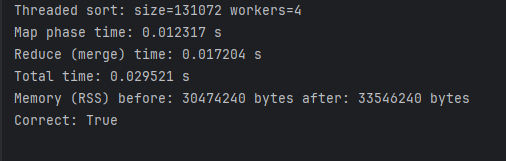 Threaded sort: size=131072 workers=4
Map phase time: 0.012317 s
Reduce (merge) time: 0.017204 s
Total time: 0.029521 s
Memory (RSS) before: 30474240 bytes after: 33546240 bytes
Correct: True